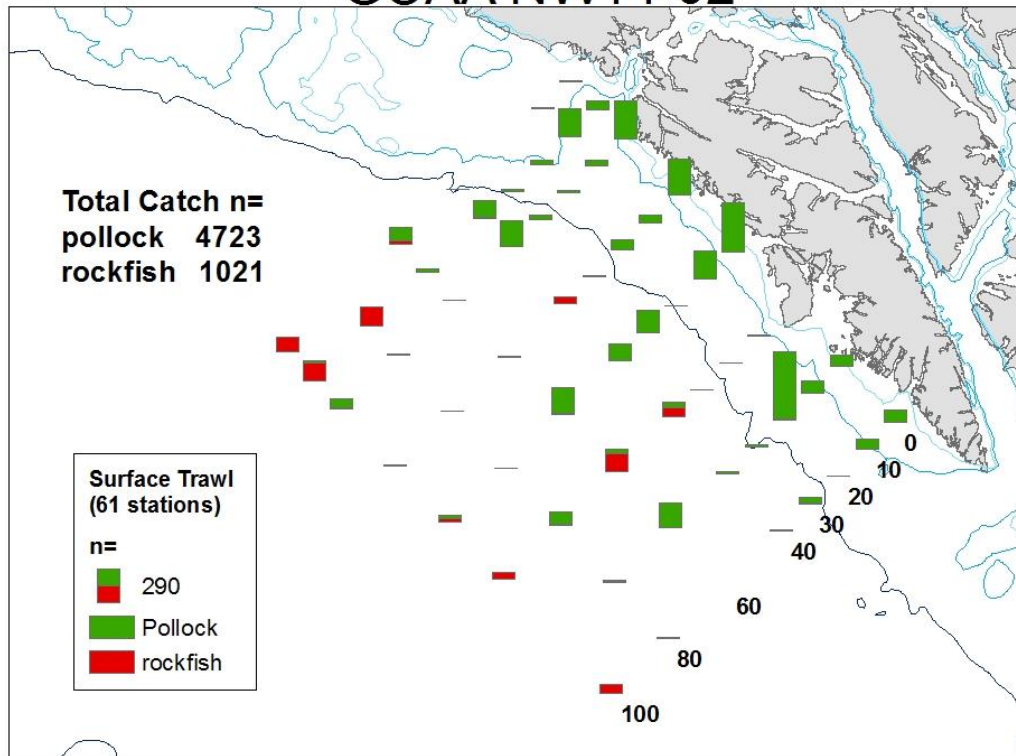 Total Catch n=
pollock 4723
rockfish 1021
0
10
20
30
40
60
80
100
Surface Trawl
(61 stations)
n=
290
Pollock
rockfish